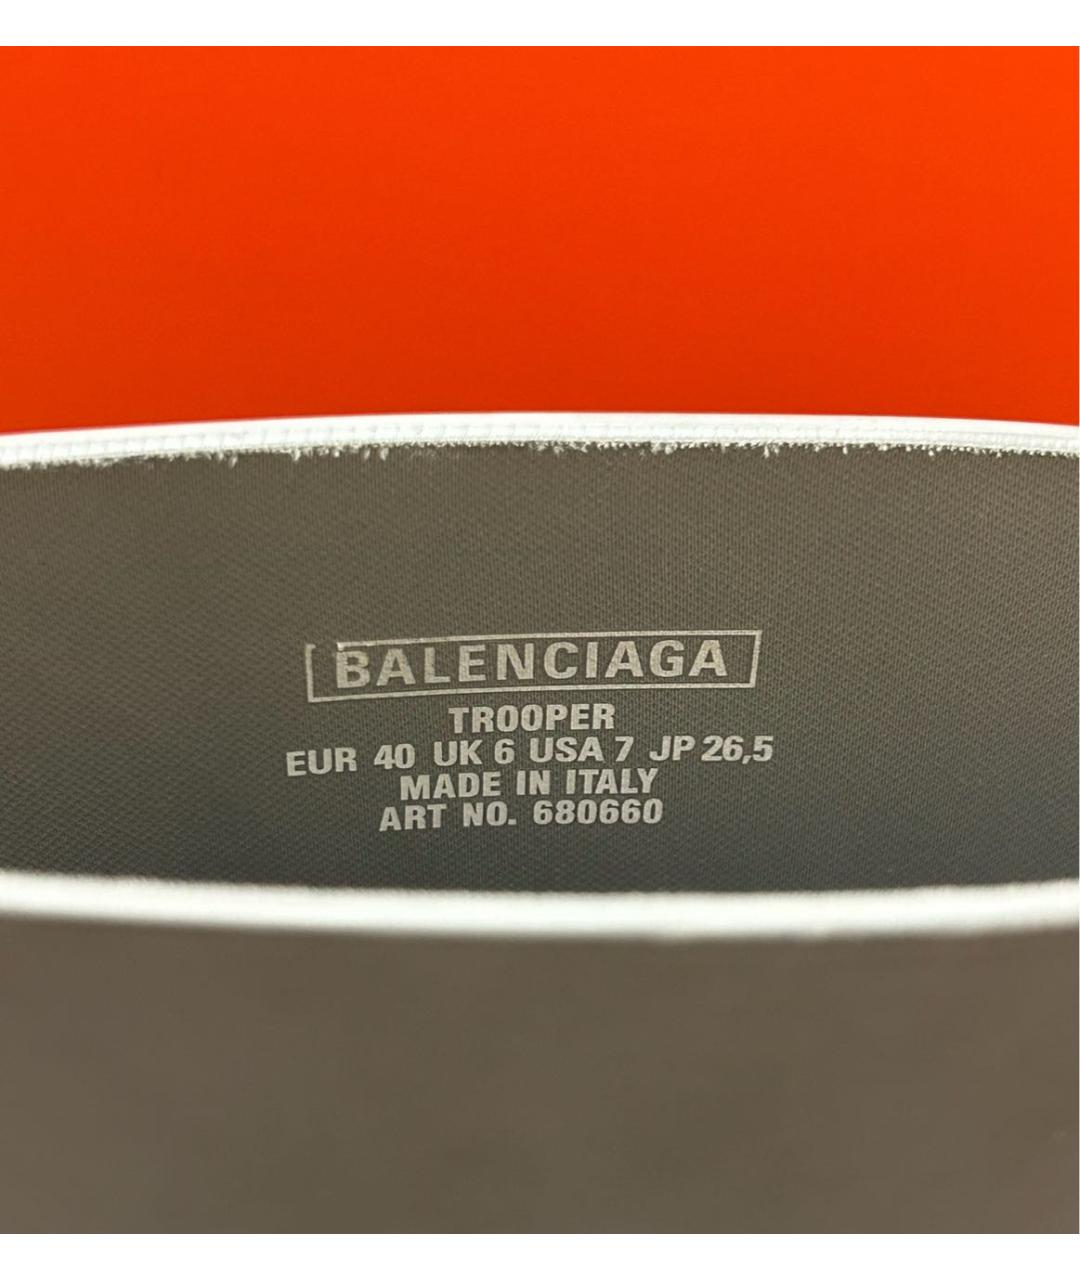 BALENCIAGA
TROOPER
EUR 40 UK 6 USA 7 JP 26,5
MADE IN ITALY
ART NO. 680660